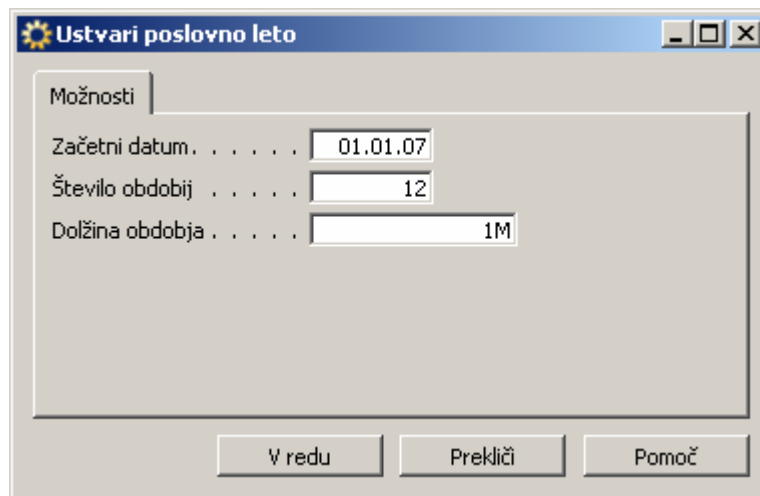 Ustvari poslovno leto
Možnosti
Začetni datum. . . . . . 01.01.07
Število obdobij . . . . . 12
Dolžina obdobja . . . . . 1M
V redu Prekliči Pomoč